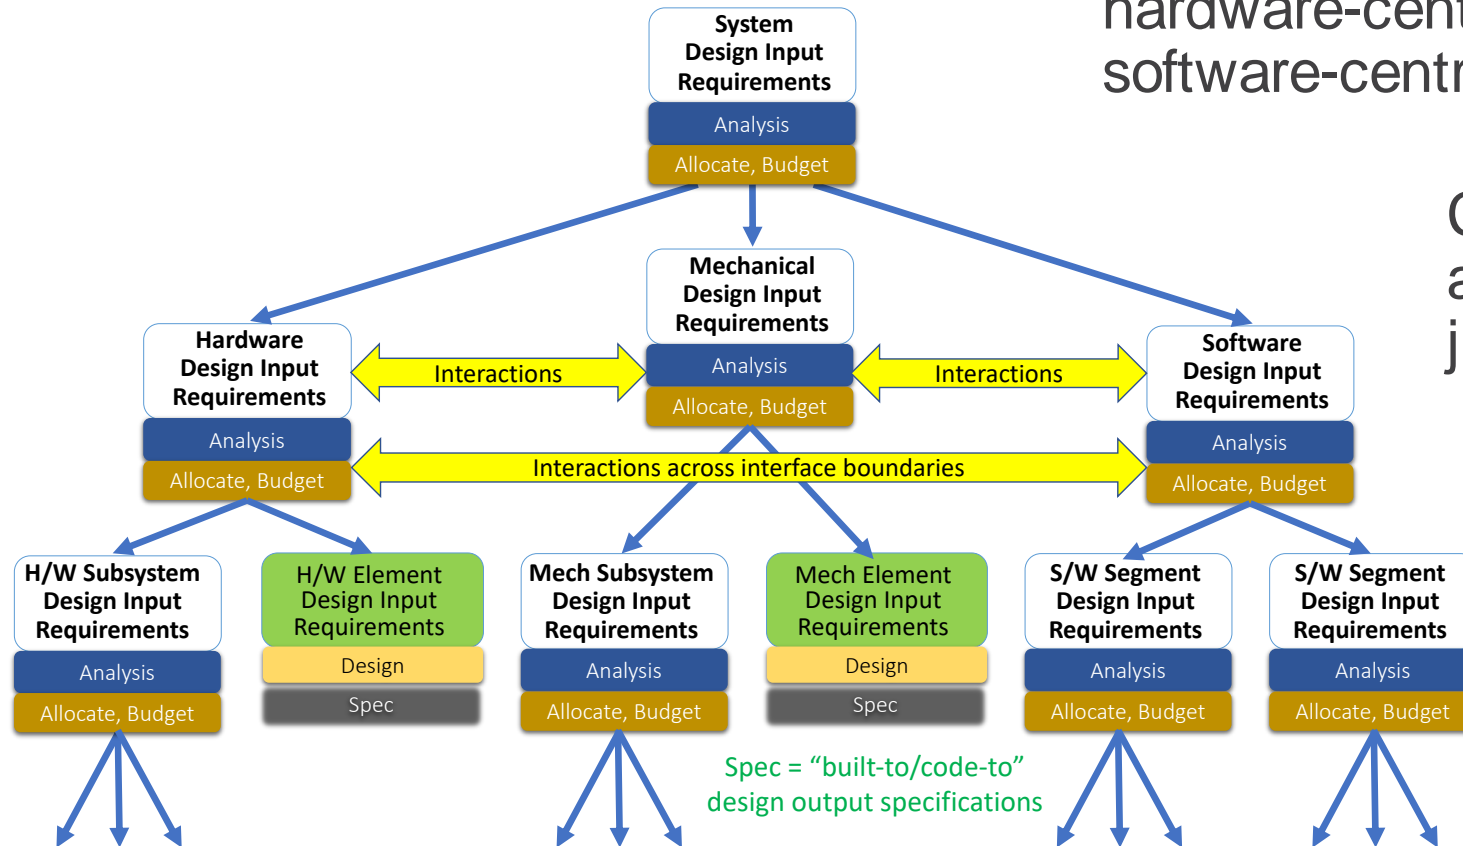 hardware-cent
software-centr
System
Design Input
Requirements
Analysis
Allocate, Budget
Mechanical
Design Input
Requirements
Analysis
Allocate, Budget
Hardware
Design Input
Requirements
Analysis
Allocate, Budget
Interactions
Interactions
Software
Design Input
Requirements
Analysis
Allocate, Budget
Interactions across interface boundaries
H/W Subsystem
Design Input
Requirements
Analysis
Allocate, Budget
H/W Element
Design Input
Requirements
Design
Spec
Mech Subsystem
Design Input
Requirements
Analysis
Allocate, Budget
Mech Element
Design Input
Requirements
Design
Spec
S/W Segment
Design Input
Requirements
Analysis
Allocate, Budget
S/W Segment
Design Input
Requirements
Analysis
Allocate, Budget
Spec = “built-to/code-to”
design output specifications